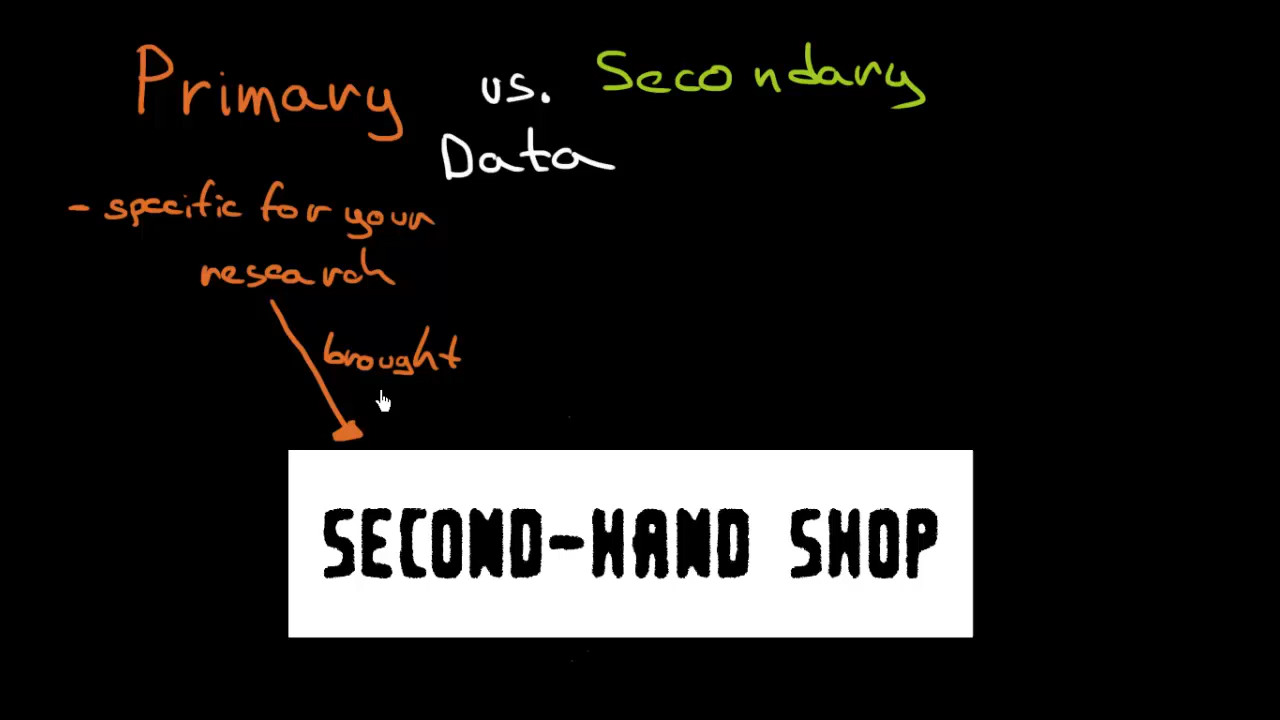 Primary vs. Secondary
Data
- specific for your
research
brought
SECOND-HAND SHOP